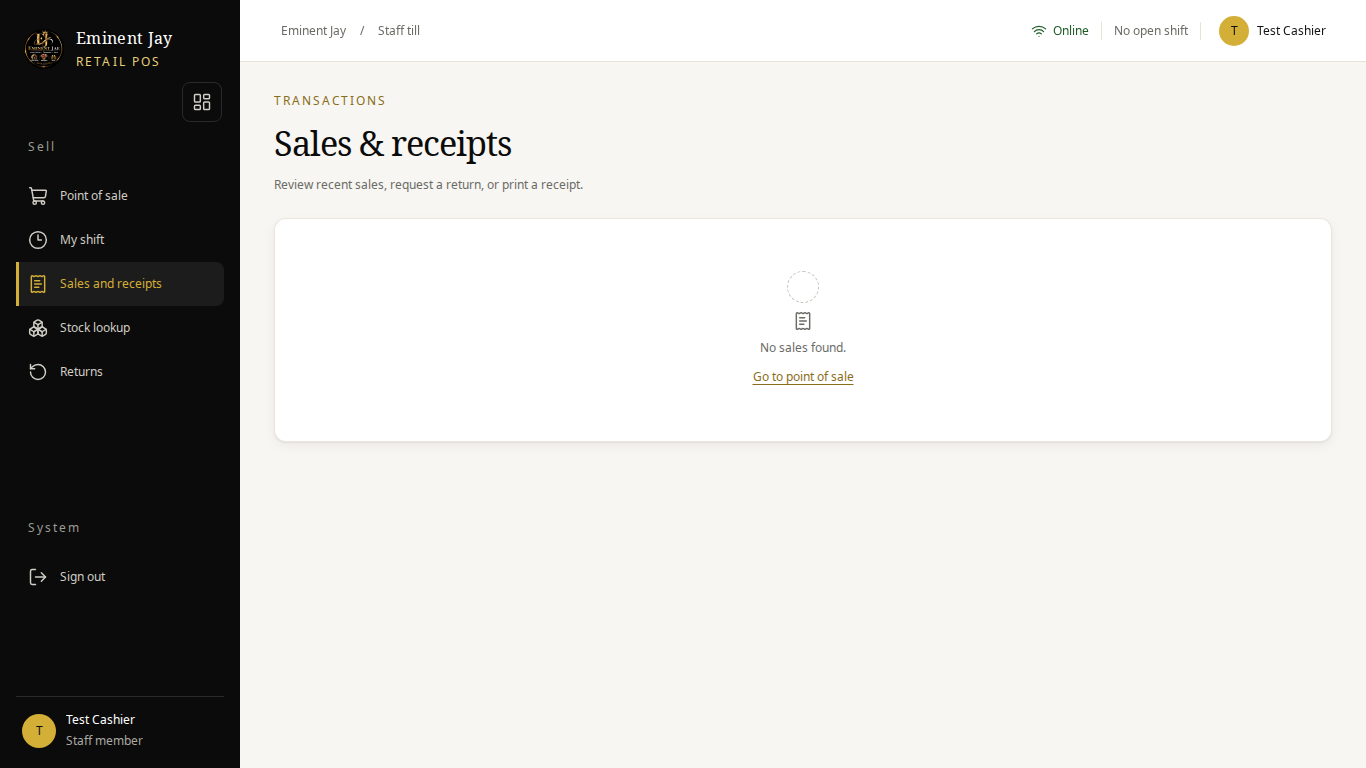 Eminent Jay
RETAIL POS
Sell
Point of sale
My shift
Sales and receipts
Stock lookup
Returns
System
Sign out
T
Test Cashier
Staff member
Eminent Jay / Staff till
Online
No open shift
T
Test Cashier
TRANSACTIONS
Sales & receipts
Review recent sales, request a return, or print a receipt.
No sales found.
Go to point of sale